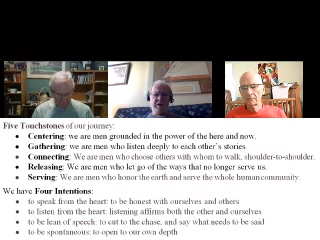 Five Touchstones of our journey:
• Centering: we are men grounded in the power of the here and now.
• Gathering: we are men who listen deeply to each other's stories
• Connecting: We are men who choose others with whom to walk, shoulder-to-shoulder.
• Releasing: We are men who let go of the ways that no longer serve us.
• Serving: We are men who honor the earth and serve the whole human community.
We have Four Intentions:
• to speak from the heart: to be honest with ourselves and others
• to listen from the heart: listening affirms both the other and ourselves
• to be lean of speech: to cut to the chase, and say what needs to be said
• to be spontaneous: to open to our own depth